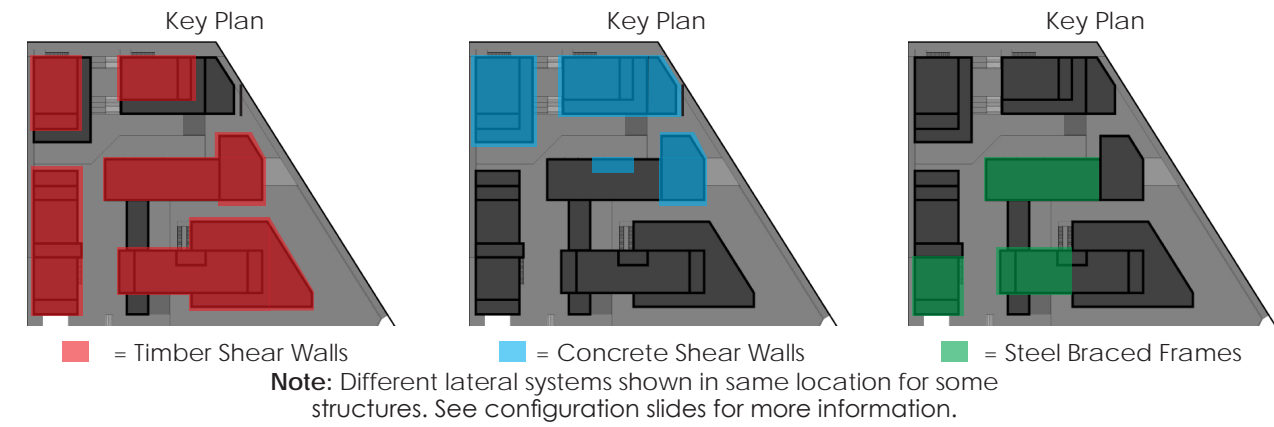 Key Plan
Key Plan
Key Plan
= Timber Shear Walls
= Concrete Shear Walls
= Steel Braced Frames
Note: Different lateral systems shown in same location for some
structures. See configuration slides for more information.